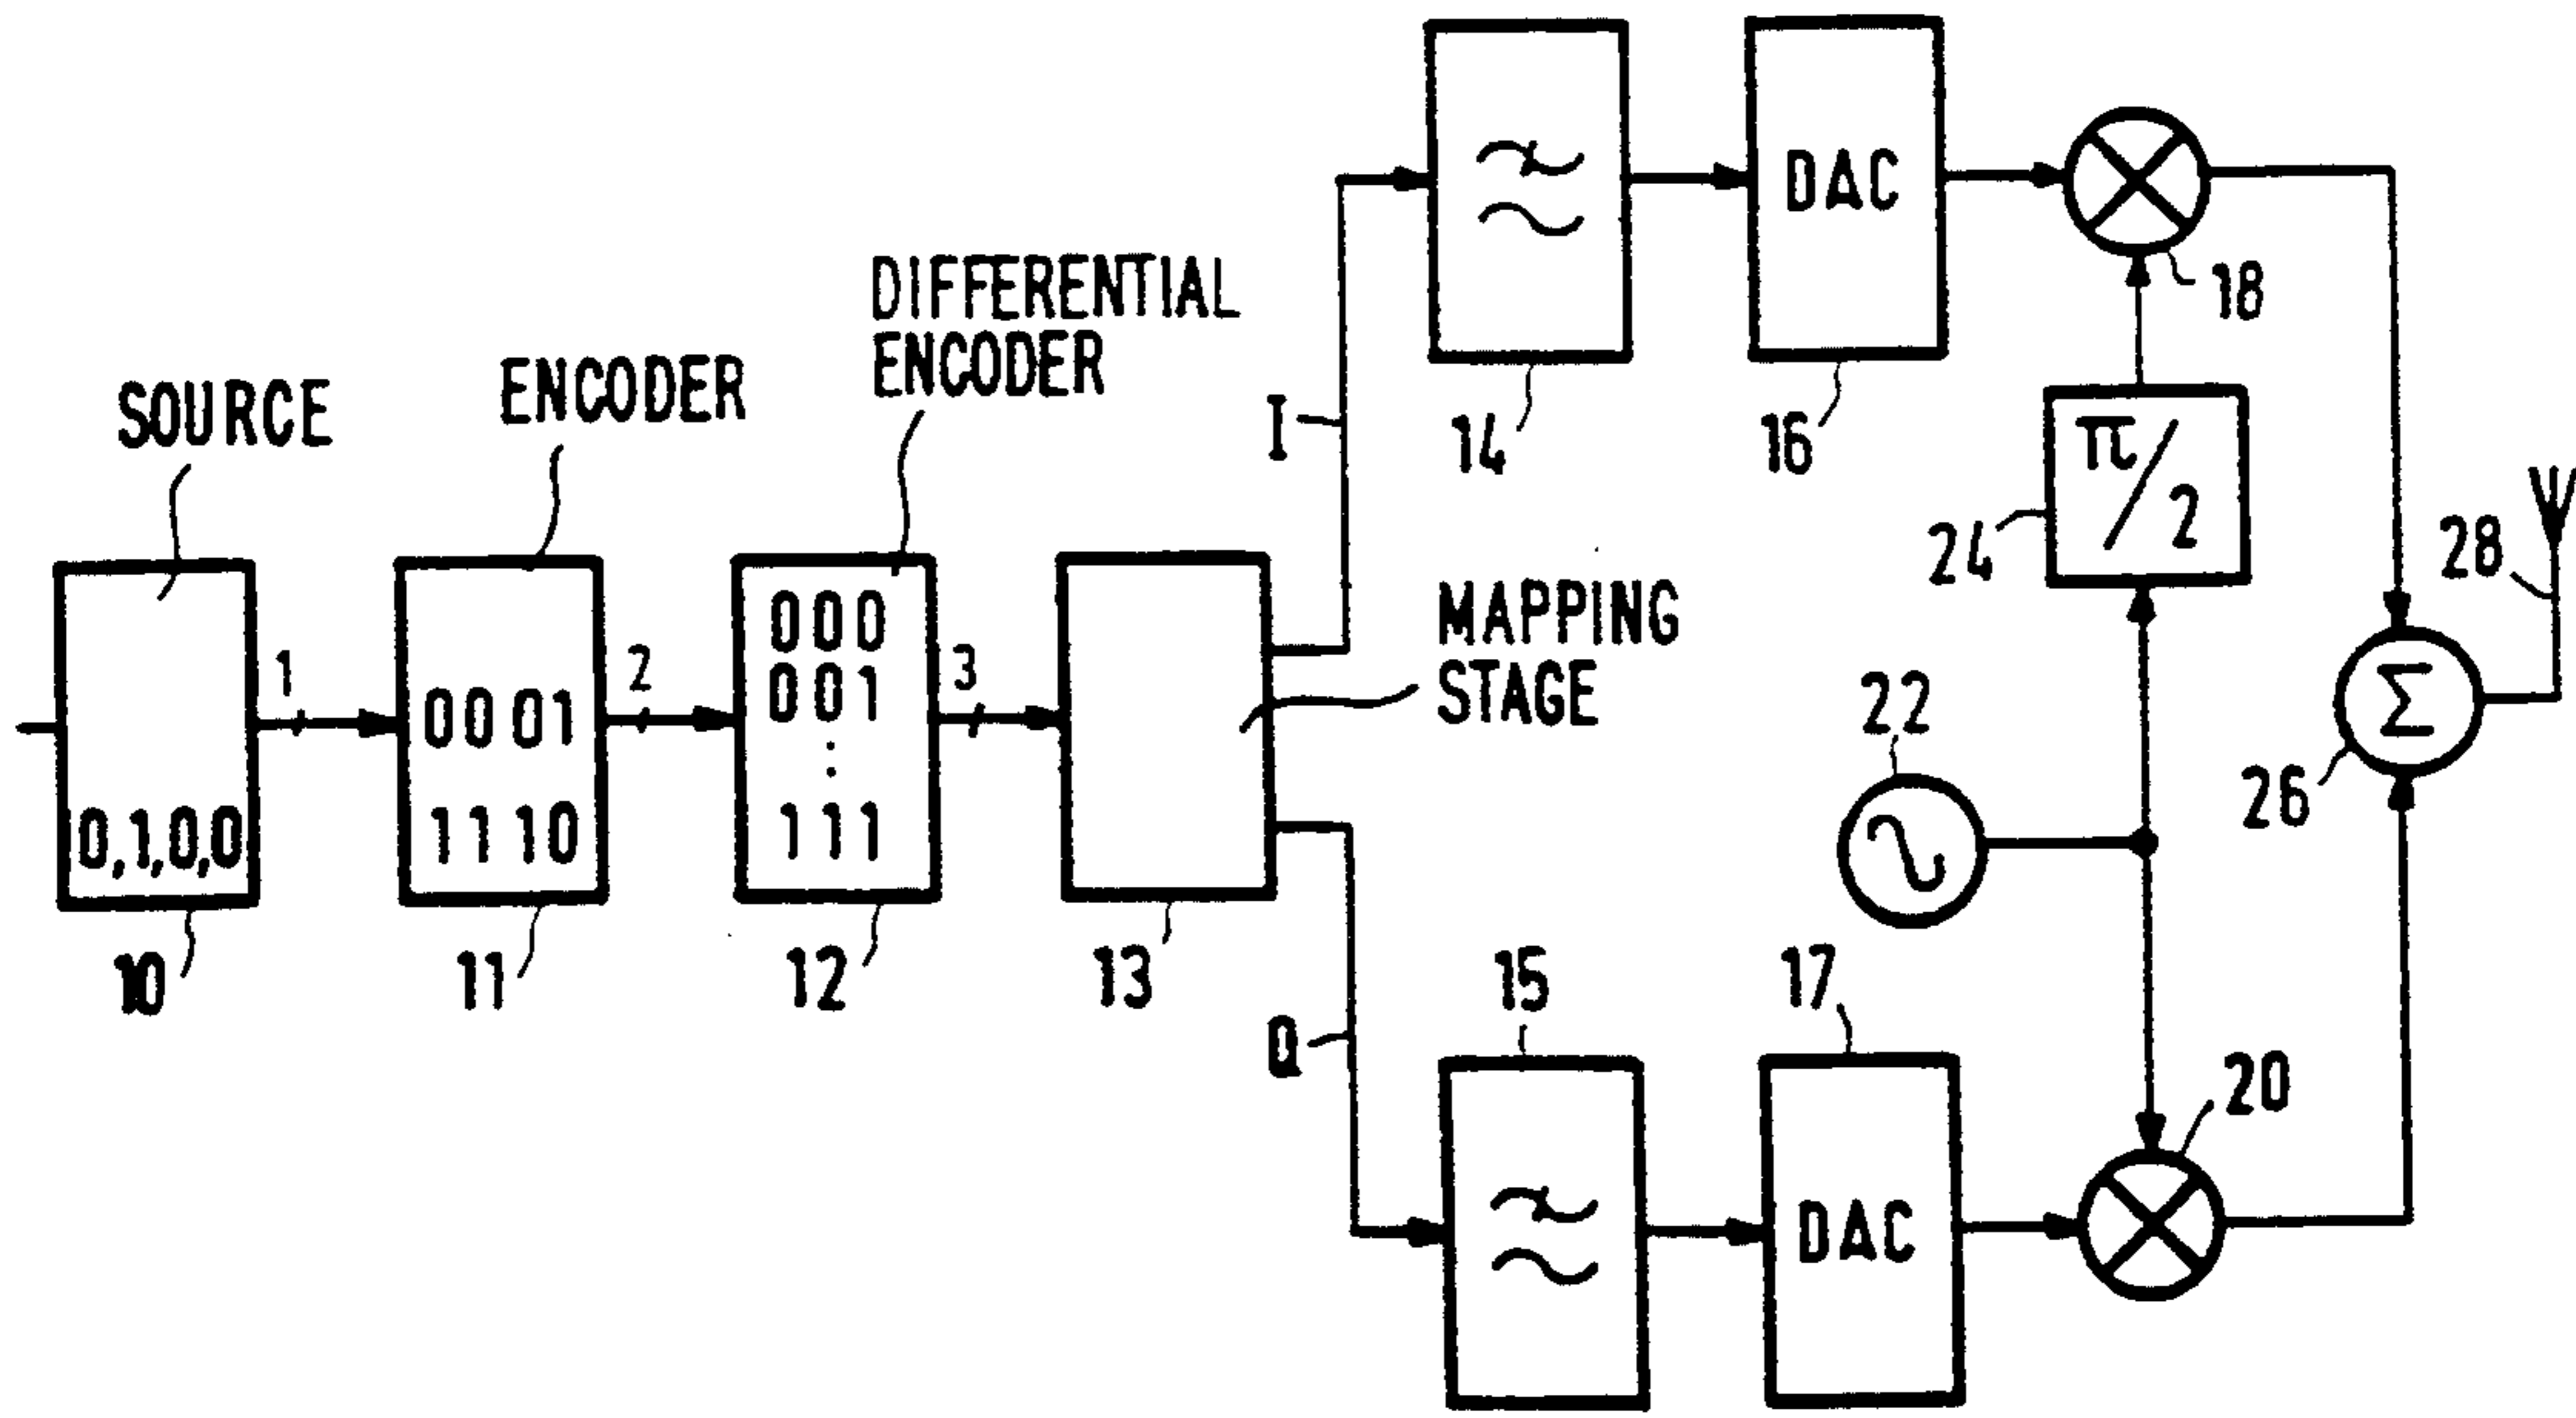 SOURCE
ENCODER
DIFFERENTIAL
ENCODER
MAPPING
STAGE
0,1,0,0
1
00 01
11 10
2
000
001
:
111
3
I
Q
DAC
DAC
π/2
Σ
10
11
12
13
14
15
16
17
18
20
22
24
26
28